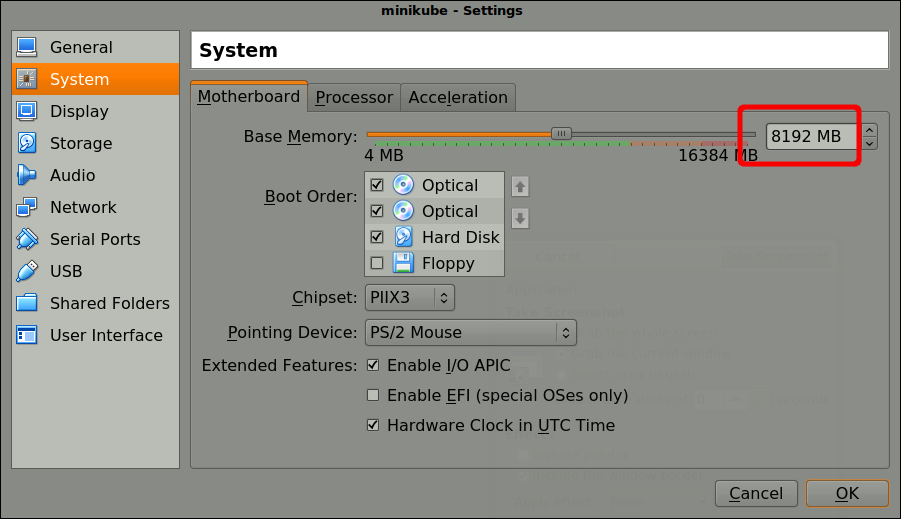 minikube - Settings
General
System
Display
Storage
Audio
Network
Serial Ports
USB
Shared Folders
User Interface
System
Motherboard Processor Acceleration
Base Memory: 8192 MB
4 MB 16384 MB
Boot Order:
Optical
Optical
Hard Disk
Floppy
Chipset: PIIX3
Pointing Device: PS/2 Mouse
Extended Features: Enable I/O APIC
Enable EFI (special OSes only)
Hardware Clock in UTC Time
Cancel OK